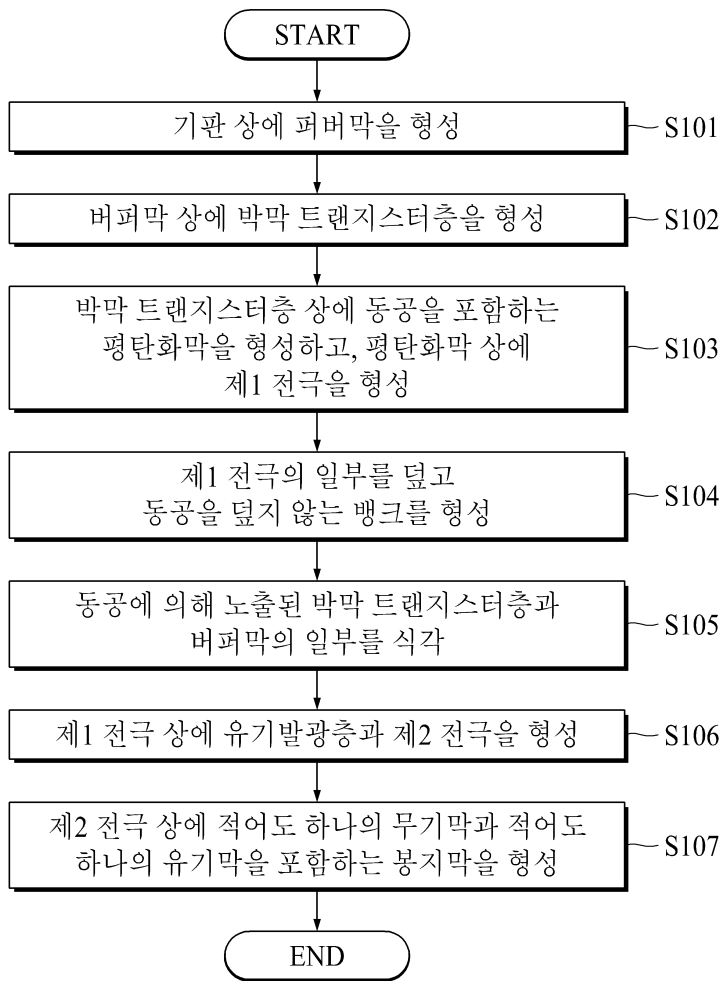 START
기판 상에 퍼버막을 형성
S101
버퍼막 상에 박막 트랜지스터층을 형성
S102
박막 트랜지스터층 상에 동공을 포함하는
평탄화막을 형성하고, 평탄화막 상에
제1 전극을 형성
S103
제1 전극의 일부를 덮고
동공을 덮지 않는 뱅크를 형성
S104
동공에 의해 노출된 박막 트랜지스터층과
버퍼막의 일부를 식각
S105
제1 전극 상에 유기발광층과 제2 전극을 형성
S106
제2 전극 상에 적어도 하나의 무기막과 적어도
하나의 유기막을 포함하는 봉지막을 형성
S107
END